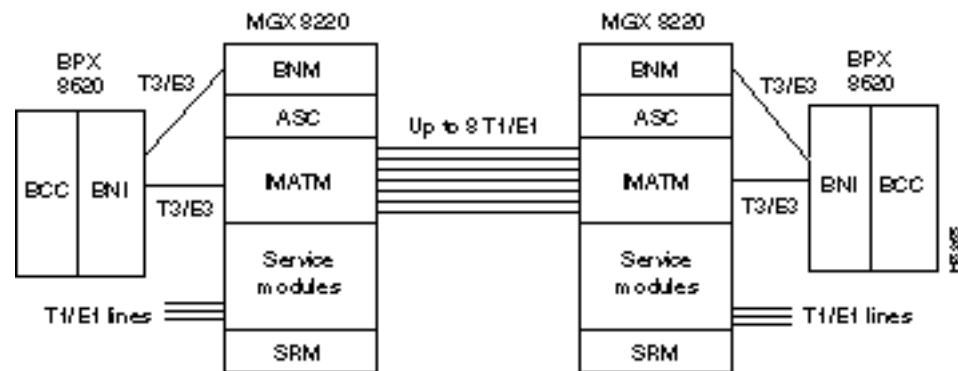 MGX 8220
MGX 8220
BPX
8620
T3/E3
BNM
ASC
IMATM
Service
modules
SRM
BCC
BNI
T3/E3
T1/E1 lines
Up to 8 T1/E1
BNM
ASC
IMATM
Service
modules
SRM
T3/E3
BPX
8620
BNI
BCC
T3/E3
T1/E1 lines